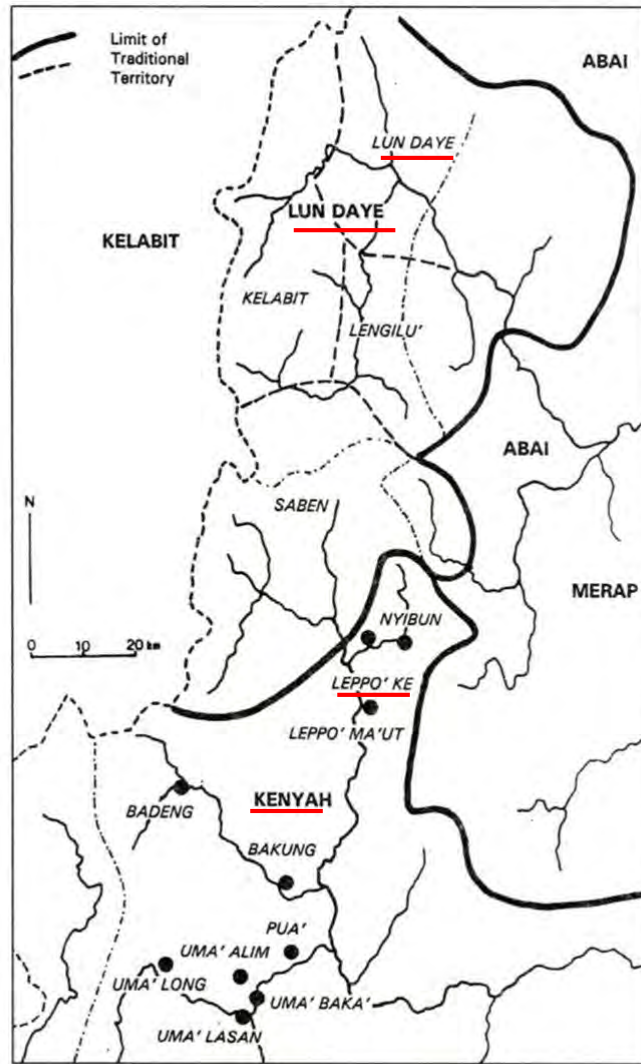 Limit of
Traditional
Territory
ABAI
LUN DAYE
LUN DAYE
KELABIT
KELABIT
LENGILU'
ABAI
SABEN
N
MERAP
NYIBUN
0 10 20 km
LEPPO' KE
LEPPO' MA'UT
KENYAH
BADENG
BAKUNG
PUA'
UMA' ALIM
UMA' LONG
UMA' BAKA'
UMA' LASAN